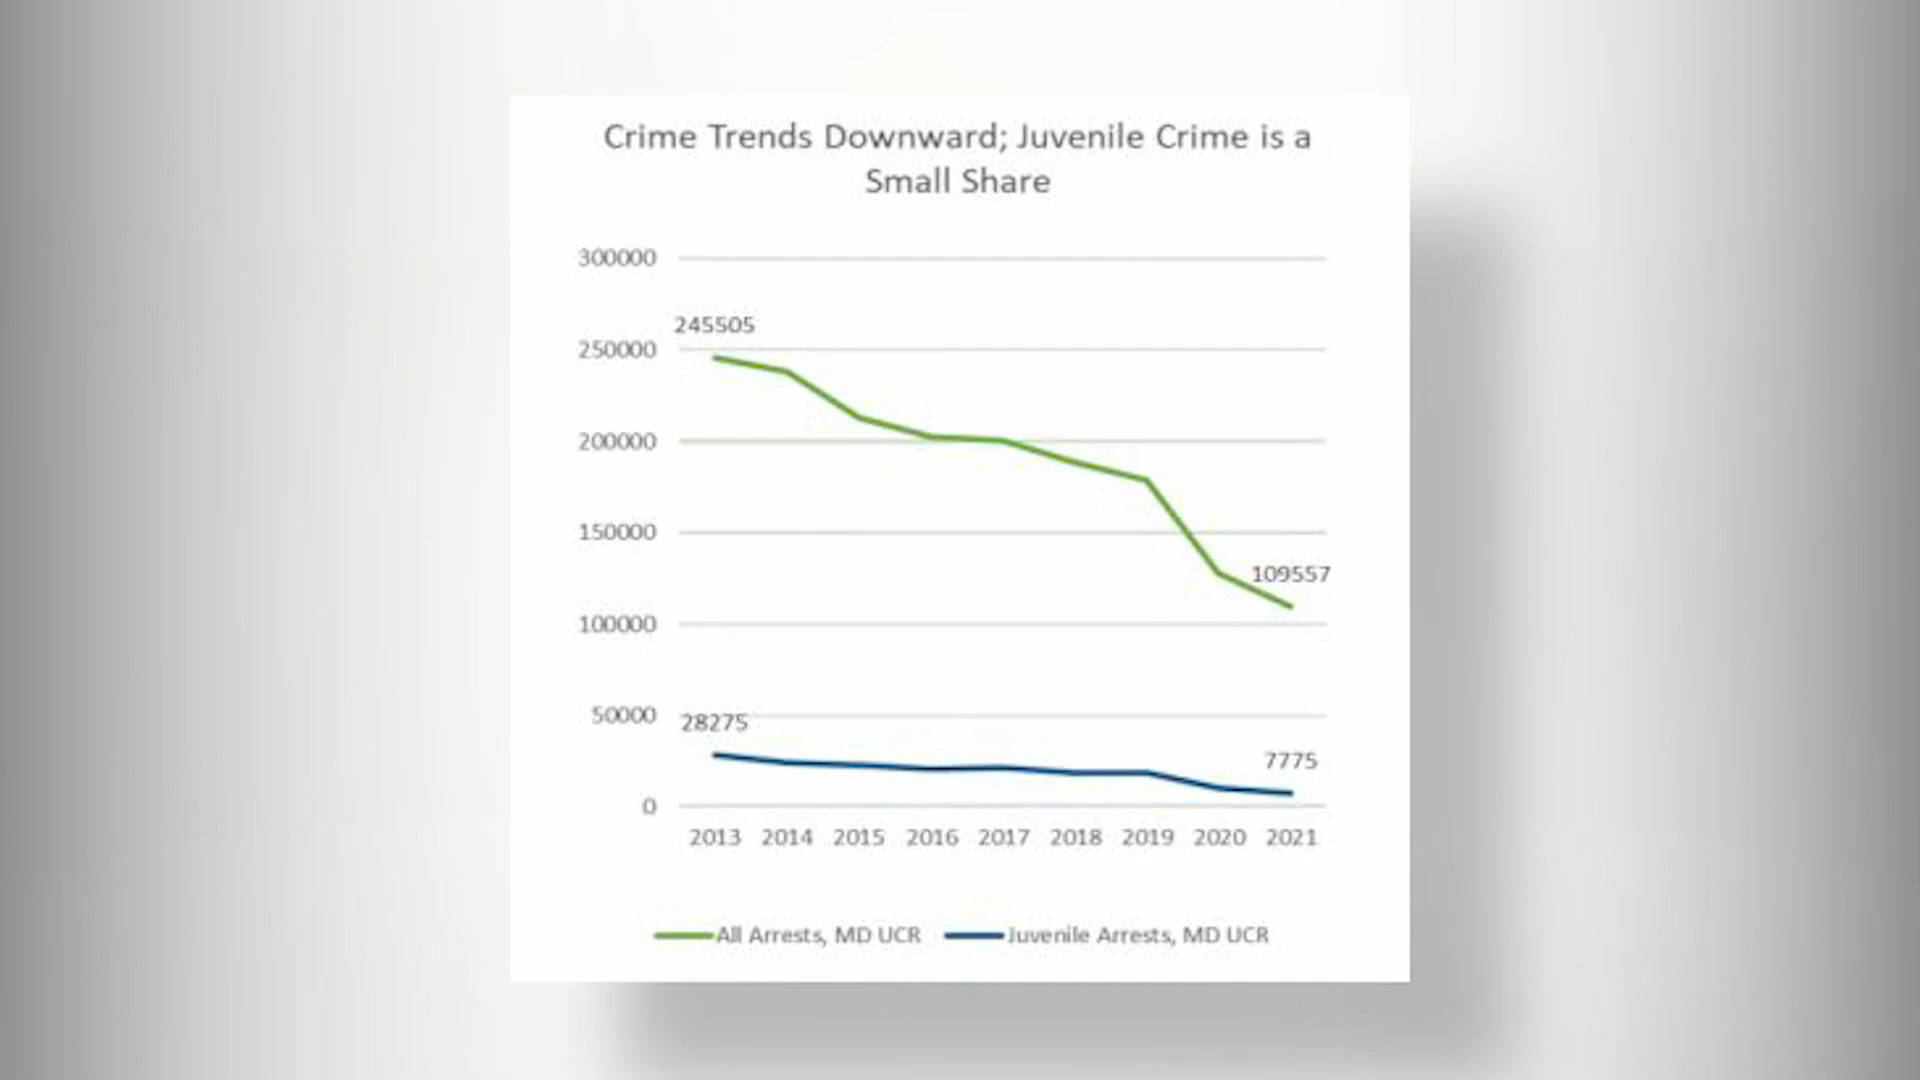 Crime Trends Downward; Juvenile Crime is a
Small Share
300000
245505
250000
200000
150000
109557
100000
50000
28275
7775
0
2013 2014 2015 2016 2017 2018 2019 2020 2021
All Arrests, MD UCR Juvenile Arrests, MD UCR